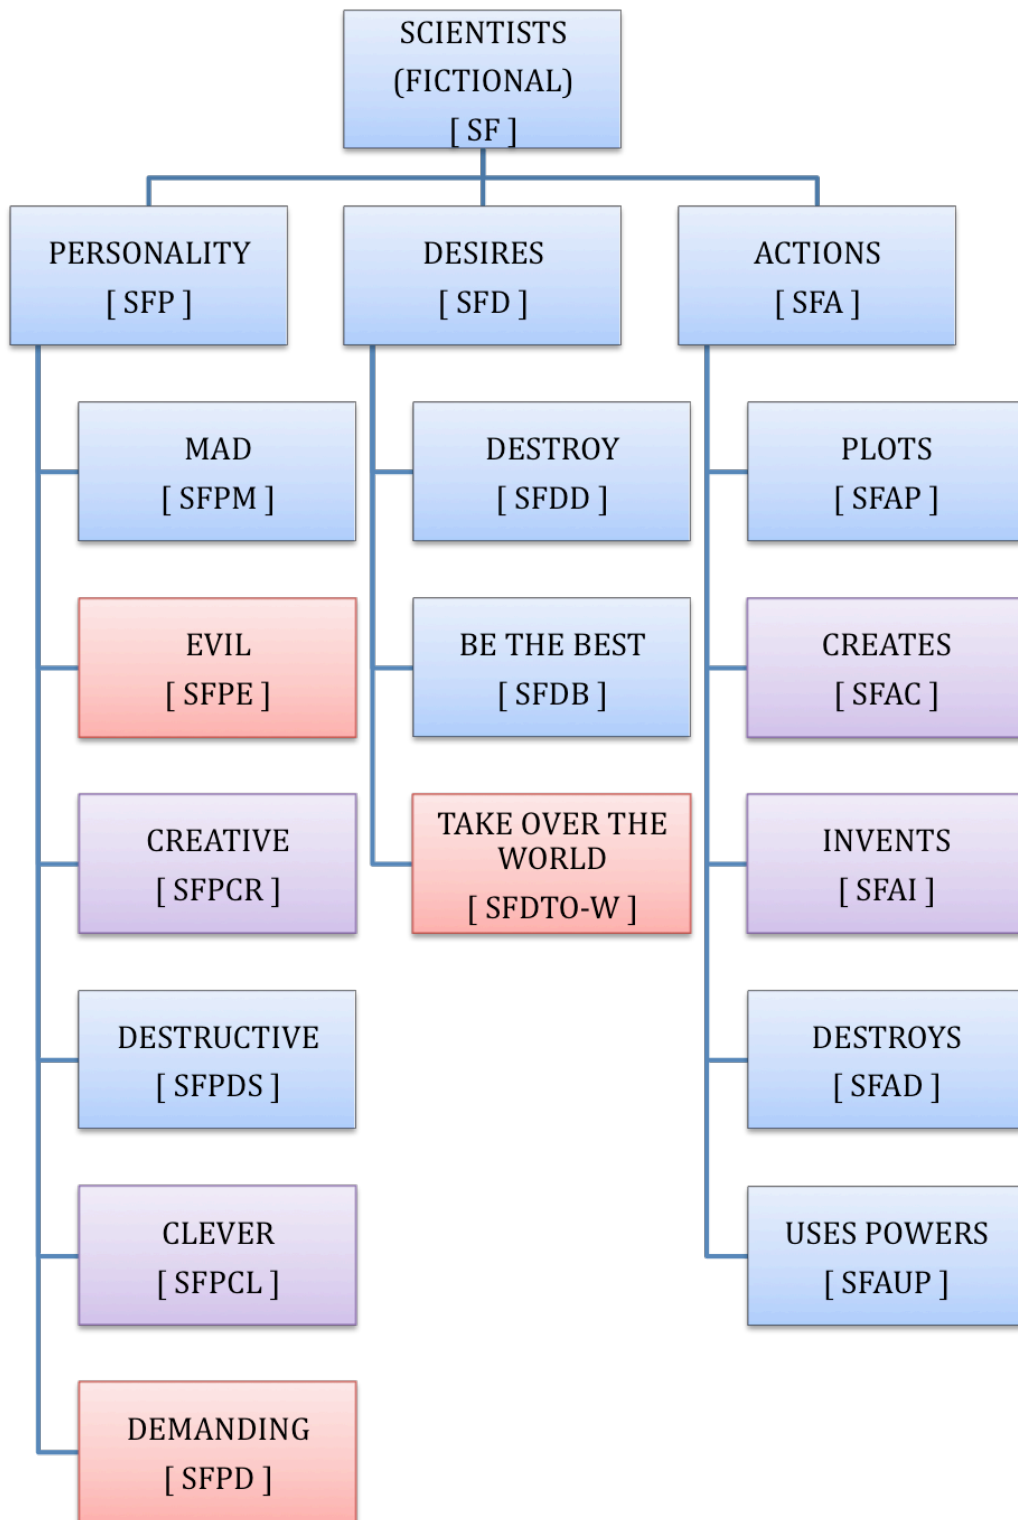 SCIENTISTS
(FICTIONAL)
[ SF ]
PERSONALITY
[ SFP ]
DESIRES
[ SFD ]
ACTIONS
[ SFA ]
MAD
[ SFPM ]
EVIL
[ SFPE ]
CREATIVE
[ SFPCR ]
DESTRUCTIVE
[ SFPDS ]
CLEVER
[ SFPCL ]
DEMANDING
[ SFPD ]
DESTROY
[ SFDD ]
BE THE BEST
[ SFDB ]
TAKE OVER THE
WORLD
[ SFDTO-W ]
PLOTS
[ SFAP ]
CREATES
[ SFAC ]
INVENTS
[ SFAI ]
DESTROYS
[ SFAD ]
USES POWERS
[ SFAUP ]